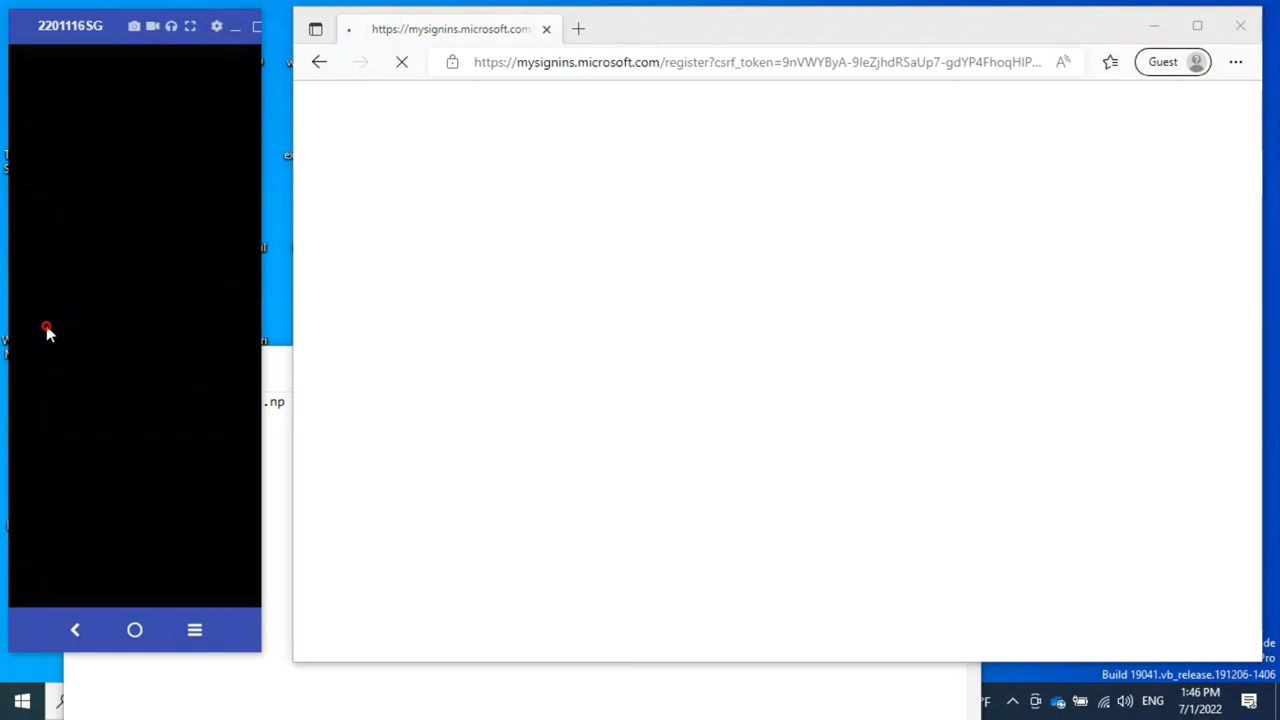 2201116SG
https://mysignins.microsoft.com
https://mysignins.microsoft.com/register?csrf_token=9nVWYByA-9IeZjhdRSaUp7-gdYP4FhoqHIP...
Guest
.np
Build 19041.vb_release.191206-1406
ENG
1:46 PM
7/1/2022